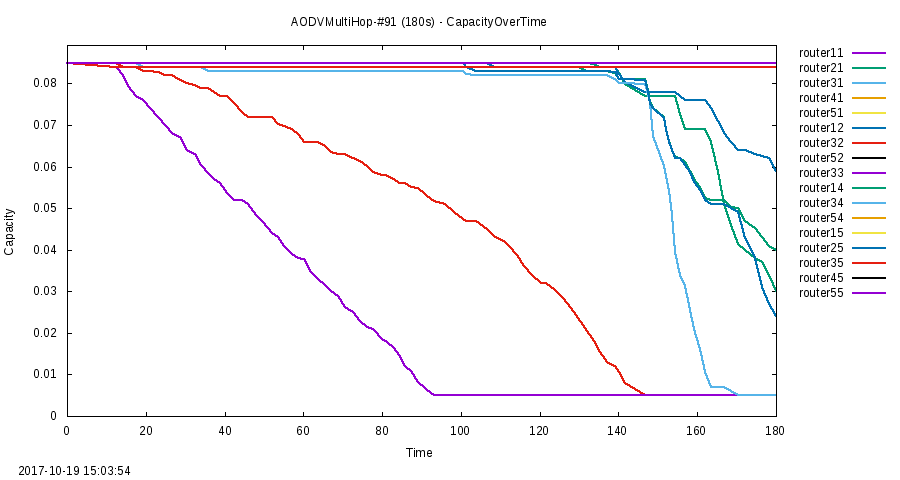 AODVMultiHop-#91 (180s) - CapacityOverTime
router11
router21
router31
router41
router51
router12
router32
router52
router33
router14
router34
router54
router15
router25
router35
router45
router55
0.08
0.07
0.06
0.05
0.04
0.03
0.02
0.01
0
Capacity
0 20 40 60 80 100 120 140 160 180
Time
2017-10-19 15:03:54